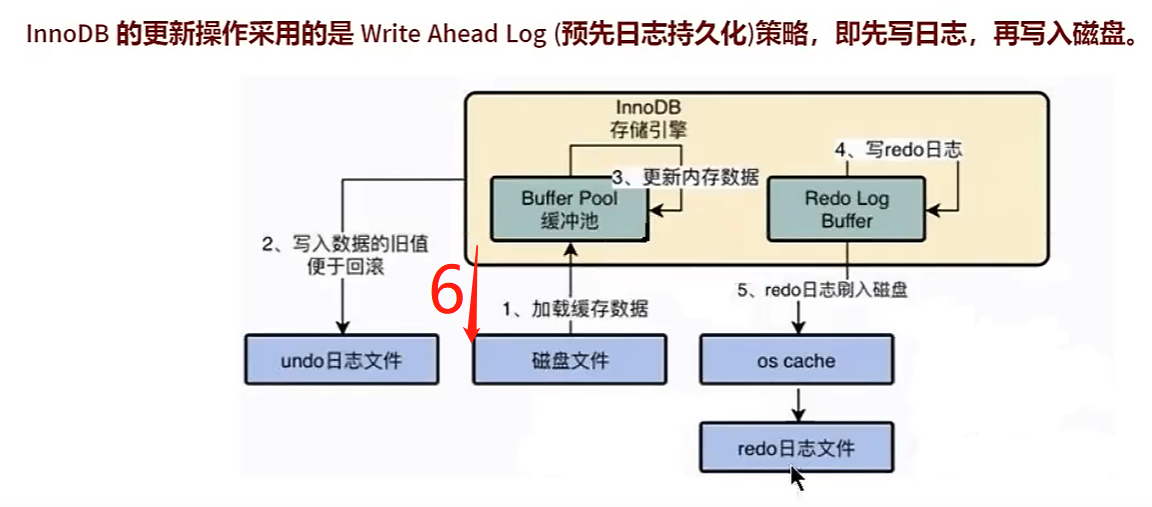 InnoDB 的更新操作采用的是 Write Ahead Log (预先日志持久化)策略，即先写日志，再写入磁盘。
InnoDB
存储引擎
4、写redo日志
3、更新内存数据
Buffer Pool
缓冲池
Redo Log
Buffer
2、写入数据的旧值
便于回滚
6
1、加载缓存数据
5、redo日志刷入磁盘
undo日志文件
磁盘文件
os cache
redo日志文件